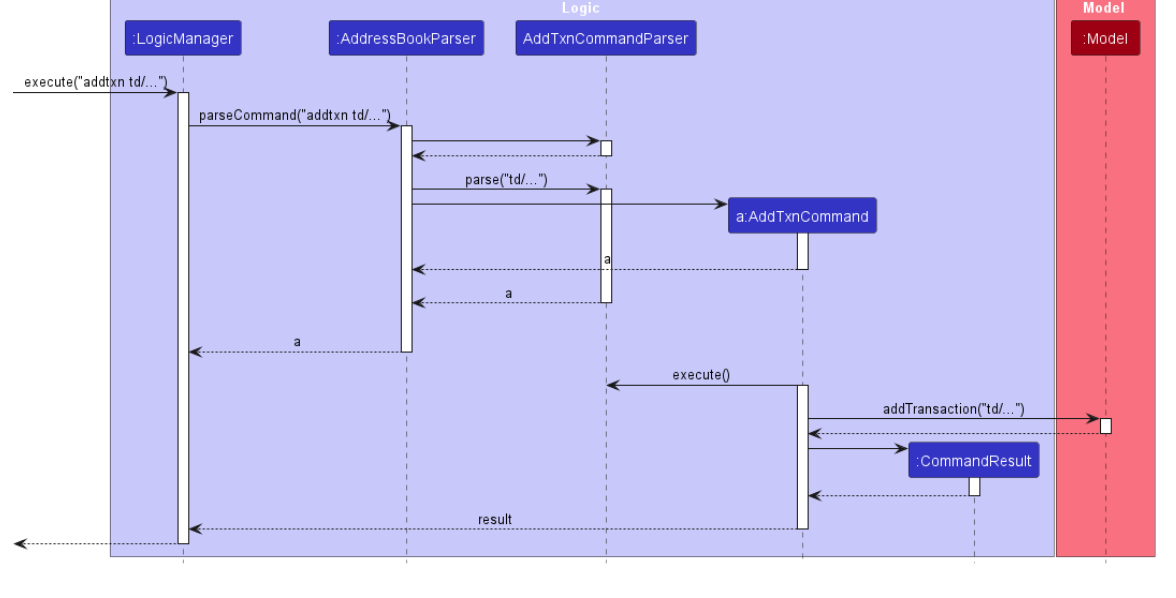 Logic
Model
:LogicManager
:AddressBookParser
AddTxnCommandParser
:Model
execute("addtxn td/...")
parseCommand("addtxn td/...")
parse("td/...")
a:AddTxnCommand
a
a
a
execute()
addTransaction("td/...")
:CommandResult
result